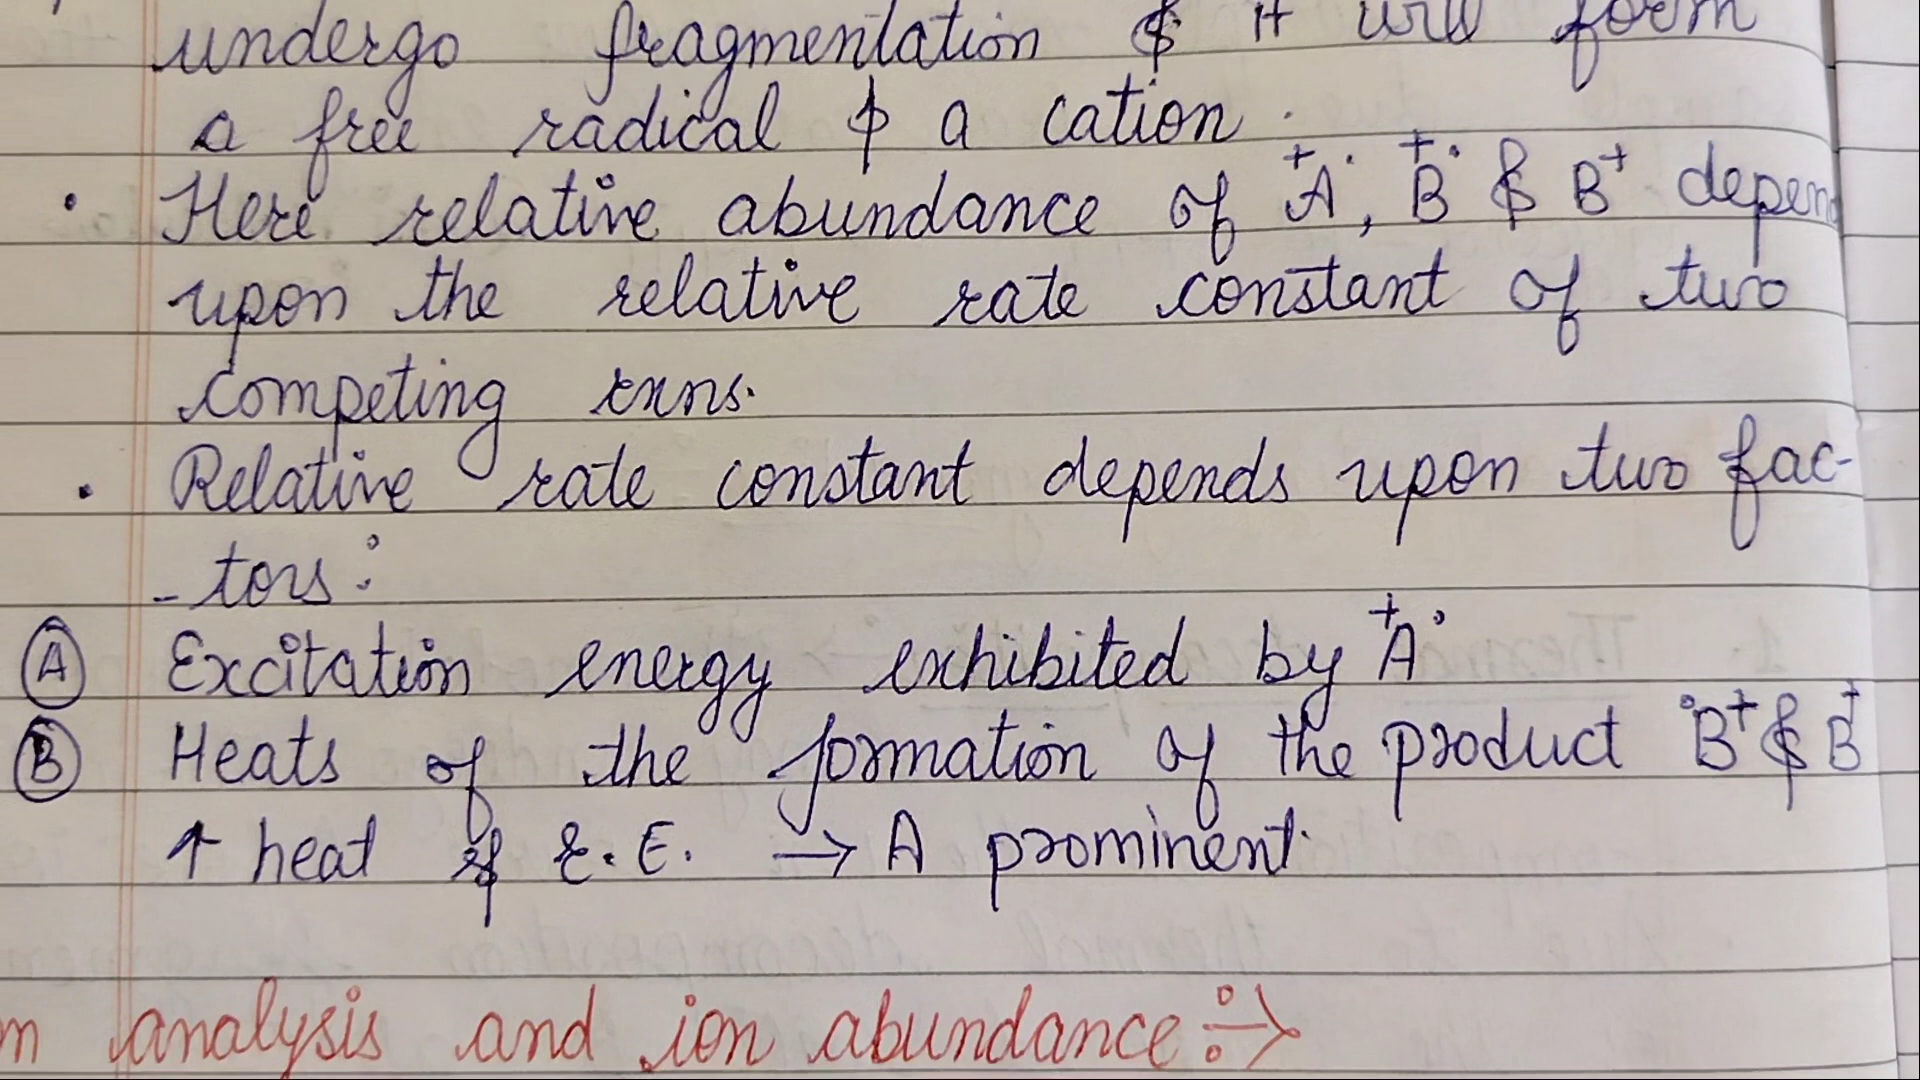 undergo fragmentation & it will form
a free radical & a cation.
• Here relative abundance of +A•, +B• & B+ depen
upon the relative rate constant of two
competing rxns.
• Relative rate constant depends upon two fac-
-tors:
(A) Excitation energy exhibited by +A•
(B) Heats of the formation of the product •B+ & B+
↑ heat of E.E. → A prominent
analysis and ion abundance :->